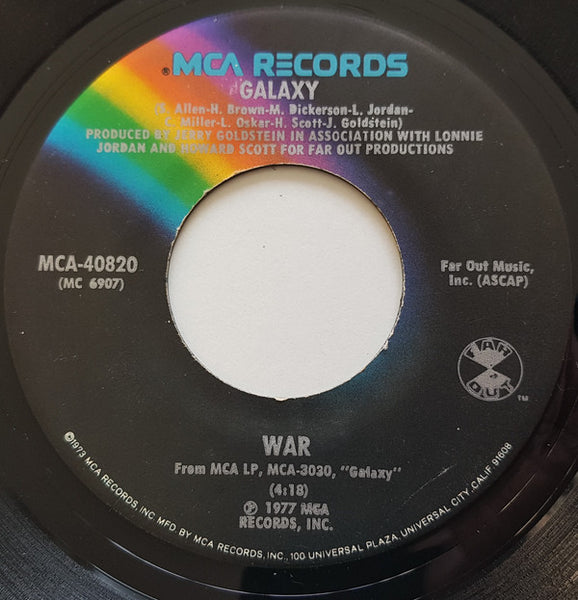 ® MCA RECORDS
GALAXY
(S. Allen-H. Brown-M. Dickerson-L. Jordan-
C. Miller-L. Oskar-H. Scott-J. Goldstein)
PRODUCED BY JERRY GOLDSTEIN IN ASSOCIATION WITH LONNIE
JORDAN AND HOWARD SCOTT FOR FAR OUT PRODUCTIONS
MCA-40820
(MC 6907)
Far Out Music,
Inc. (ASCAP)
FAR
OUT
TM
WAR
From MCA LP, MCA-3030, "Galaxy"
(4:18)
℗ 1977 MCA
RECORDS, INC.
©1973 MCA RECORDS, INC MFD BY MCA RECORDS, INC., 100 UNIVERSAL PLAZA, UNIVERSAL CITY, CALIF 91608